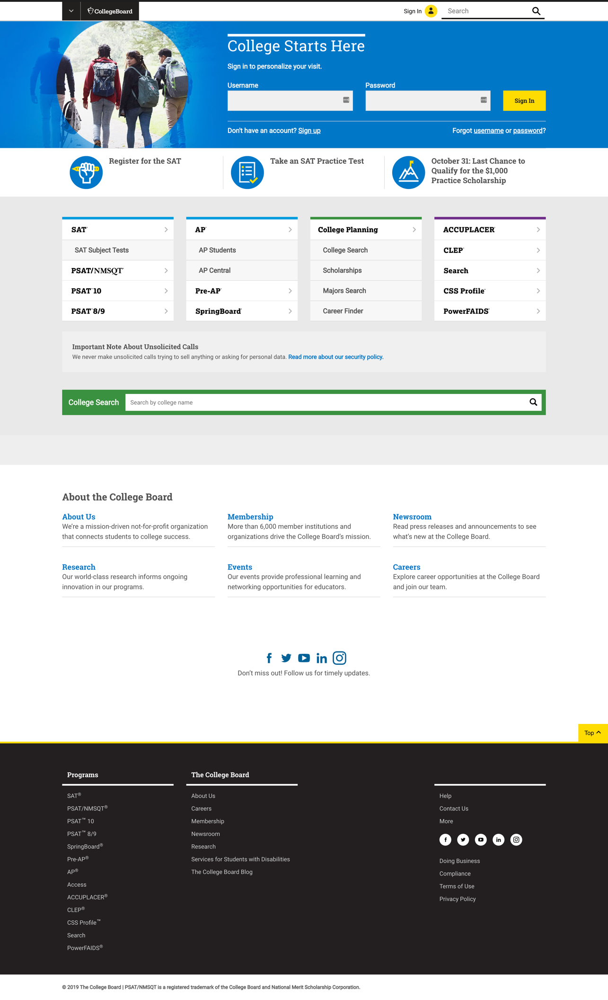 CollegeBoard
Sign In
Search
College Starts Here
Sign in to personalize your visit.
Username
Password
Sign In
Don't have an account? Sign up
Forgot username or password?
Register for the SAT
Take an SAT Practice Test
October 31: Last Chance to
Qualify for the $1,000
Practice Scholarship
SAT®
SAT Subject Tests
PSAT/NMSQT®
PSAT™ 10
PSAT™ 8/9
AP®
AP Students
AP Central
Pre-AP®
SpringBoard®
College Planning
College Search
Scholarships
Majors Search
Career Finder
ACCUPLACER®
CLEP®
Search
CSS Profile™
PowerFAIDS®
Important Note About Unsolicited Calls
We never make unsolicited calls trying to sell anything or asking for personal data. Read more about our security policy.
College Search
Search by college name
About the College Board
About Us
We’re a mission-driven not-for-profit organization
that connects students to college success.
Membership
More than 6,000 member institutions and
organizations drive the College Board’s mission.
Newsroom
Read press releases and announcements to see
what’s new at the College Board.
Research
Our world-class research informs ongoing
innovation in our programs.
Events
Our events provide professional learning and
networking opportunities for educators.
Careers
Explore career opportunities at the College Board
and join our team.
Don’t miss out! Follow us for timely updates.
Top
Programs
SAT®
PSAT/NMSQT®
PSAT™ 10
PSAT™ 8/9
SpringBoard®
Pre-AP®
AP®
Access
ACCUPLACER®
CLEP®
CSS Profile™
Search
PowerFAIDS®
The College Board
About Us
Careers
Membership
Newsroom
Research
Services for Students with Disabilities
The College Board Blog
Help
Contact Us
More
Doing Business
Compliance
Terms of Use
Privacy Policy
© 2019 The College Board | PSAT/NMSQT is a registered trademark of the College Board and National Merit Scholarship Corporation.